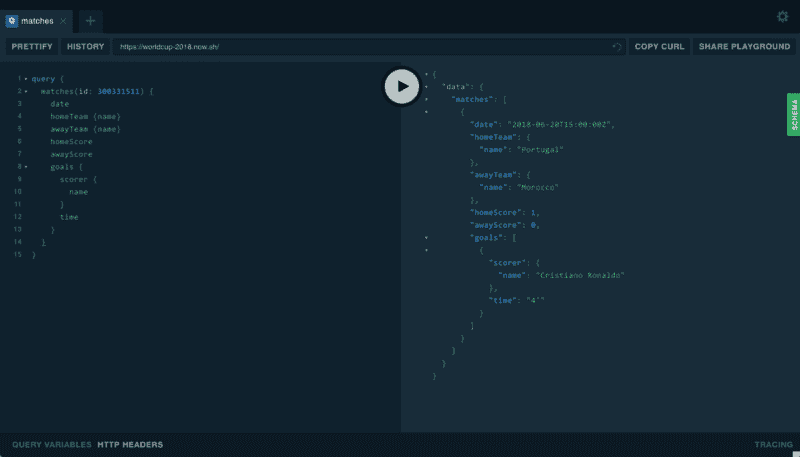 matches
PRETTIFY HISTORY https://worldcup-2018.now.sh/ COPY CURL SHARE PLAYGROUND
1 query {
2 matches(id: 300331511) {
3 date
4 homeTeam {name}
5 awayTeam {name}
6 homeScore
7 awayScore
8 goals {
9 scorer {
10 name
11 }
12 time
13 }
14 }
15 }
{
"data": {
"matches": [
{
"date": "2018-06-20T15:00:00Z",
"homeTeam": {
"name": "Portugal"
},
"awayTeam": {
"name": "Morocco"
},
"homeScore": 1,
"awayScore": 0,
"goals": [
{
"scorer": {
"name": "Cristiano Ronaldo"
},
"time": "4'"
}
]
}
]
}
}
SCHEMA
QUERY VARIABLES HTTP HEADERS TRACING